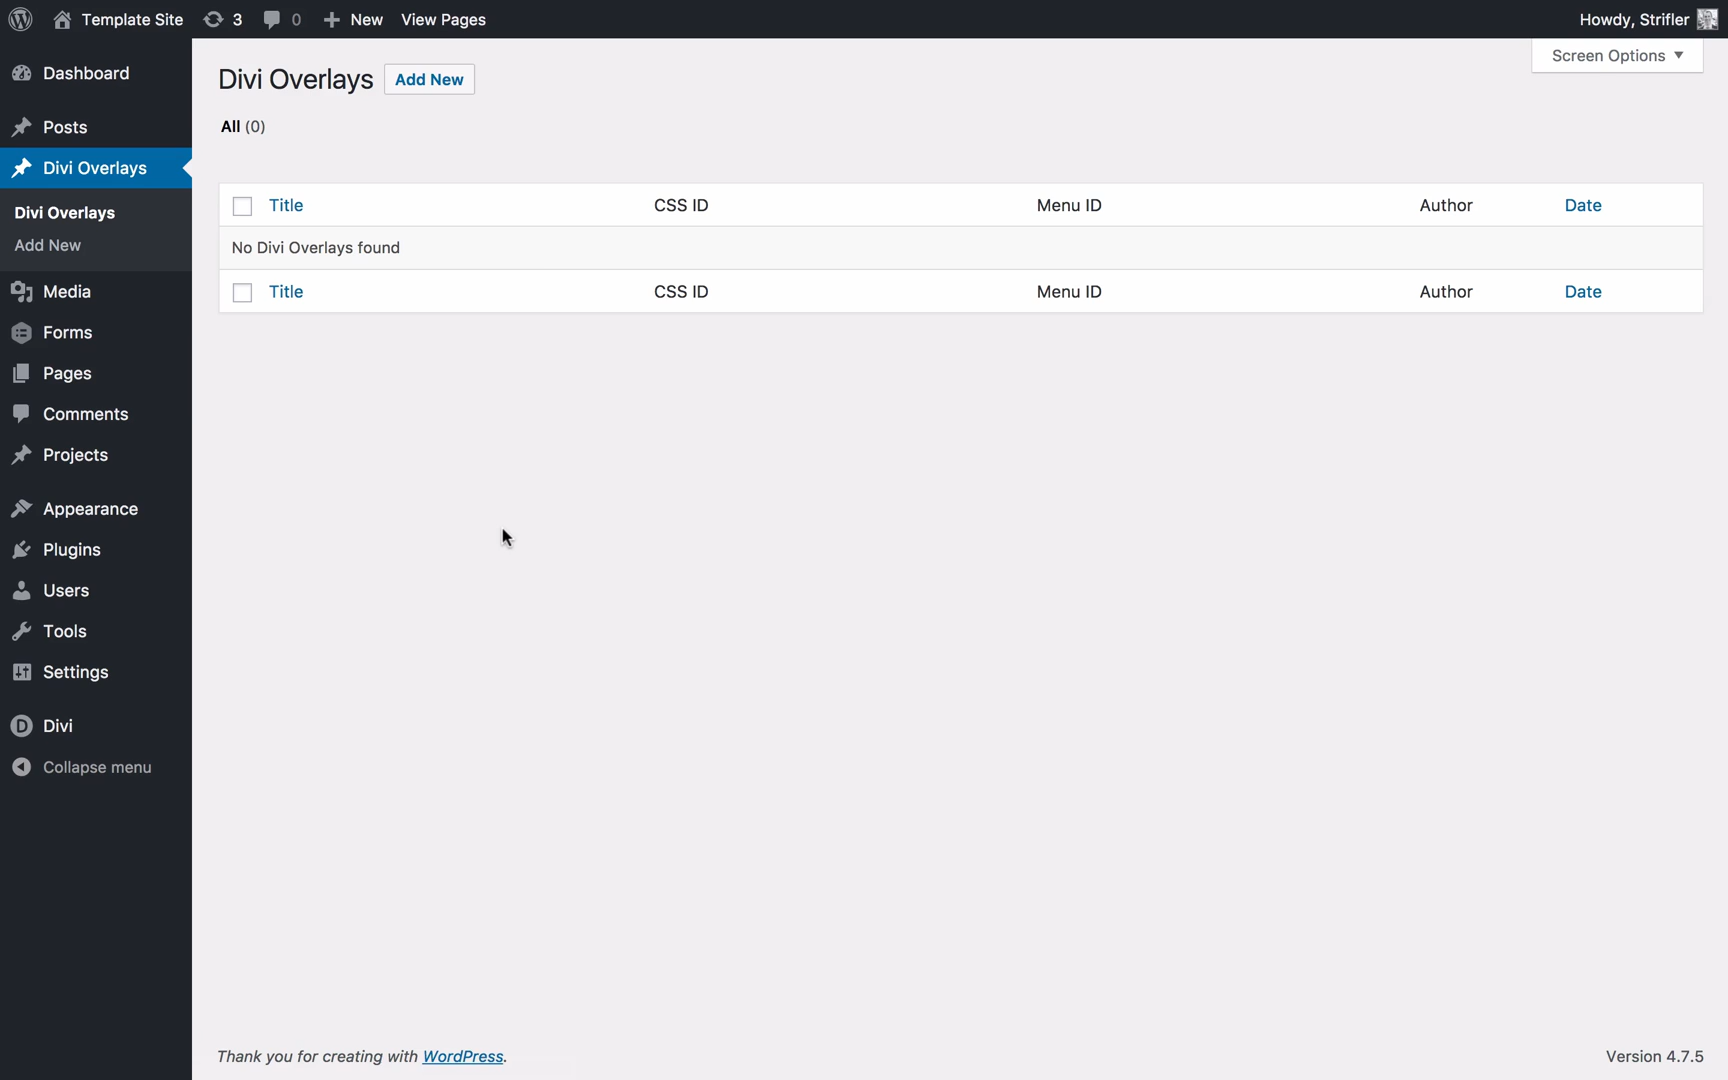 Template Site 3 0 New View Pages Howdy, Strifler
Screen Options
Dashboard
Posts
Divi Overlays
Divi Overlays
Add New
Media
Forms
Pages
Comments
Projects
Appearance
Plugins
Users
Tools
Settings
Divi
Collapse menu
Divi Overlays Add New
All (0)
Title CSS ID Menu ID Author Date
No Divi Overlays found
Title CSS ID Menu ID Author Date
Thank you for creating with WordPress. Version 4.7.5